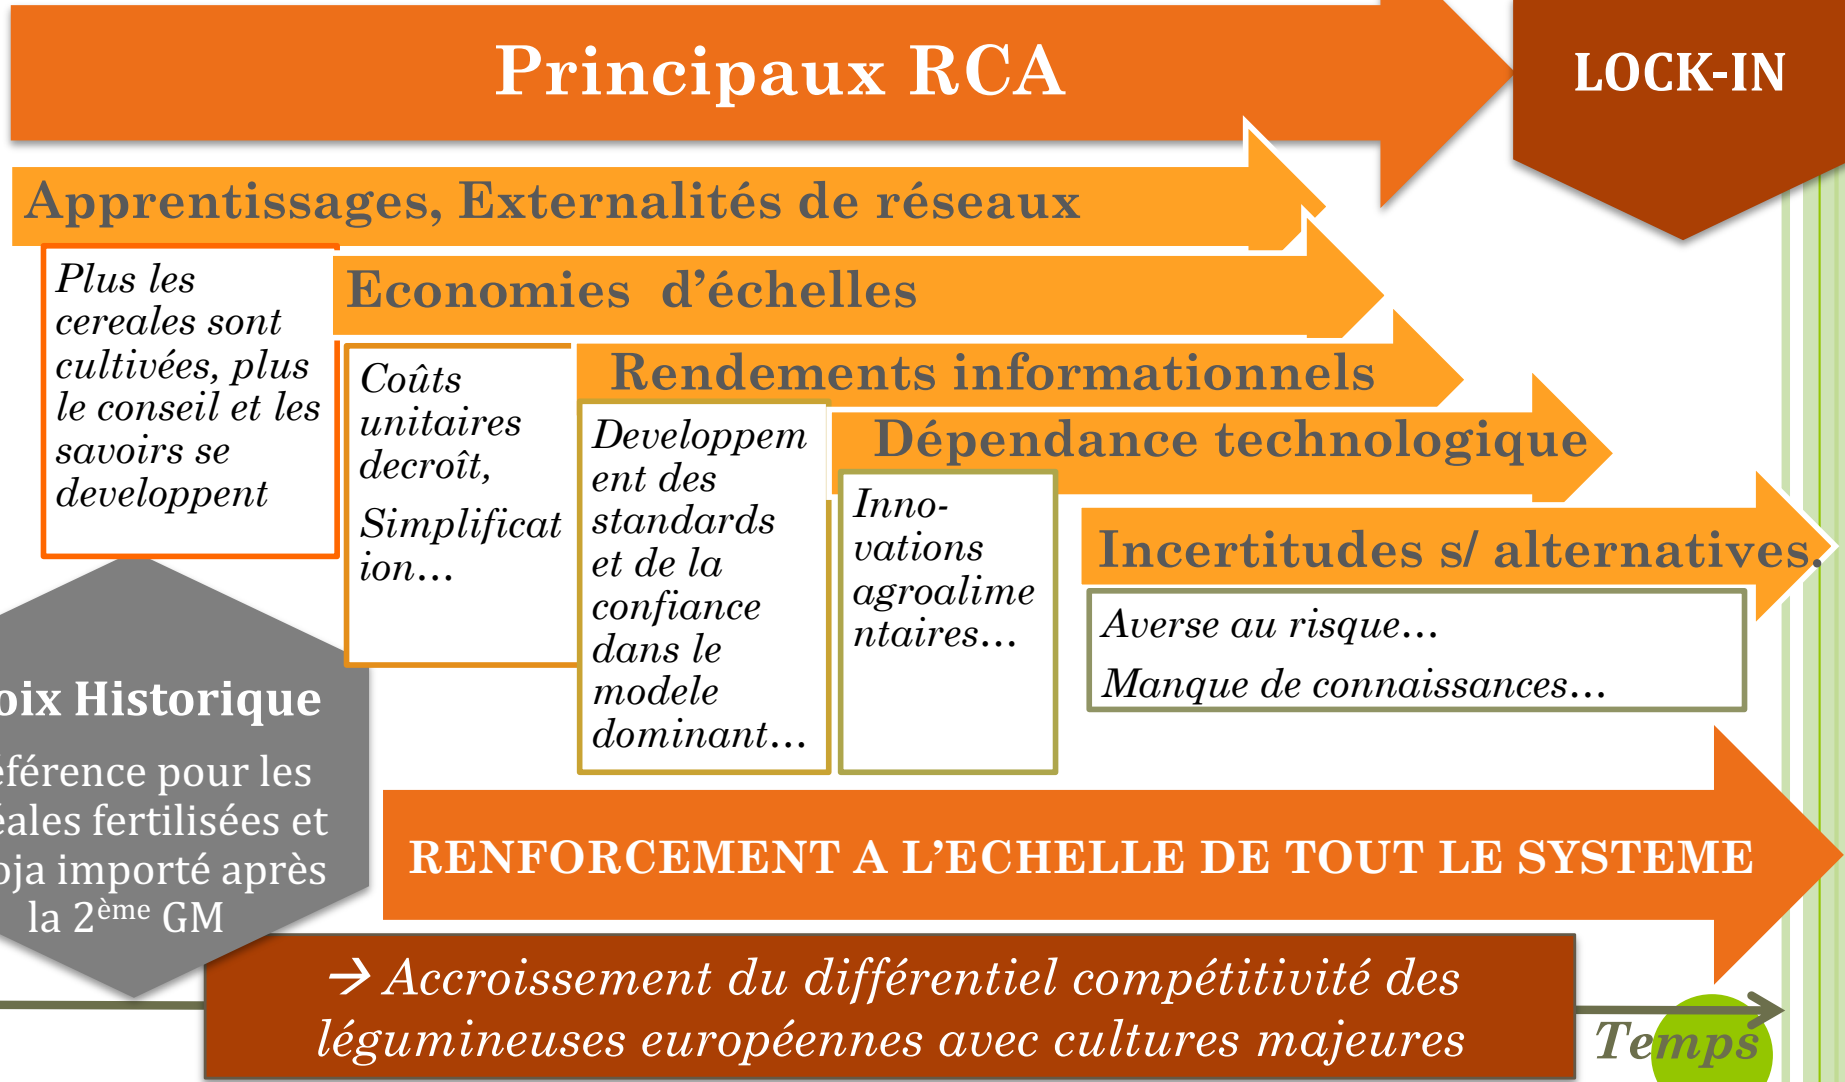 Principaux RCA
LOCK-IN
Apprentissages, Externalités de réseaux
Plus les
cereales sont
cultivées, plus
le conseil et les
savoirs se
developpent
Economies d'échelles
Coûts
unitaires
decroît,
Simplificat
ion...
Rendements informationnels
Developpem
ent des
standards
et de la
confiance
dans le
modele
dominant...
Dépendance technologique
Inno-
vations
agroalime
ntaires...
Incertitudes s/ alternatives.
Averse au risque...
Manque de connaissances...
oix Historique
éférence pour les
éales fertilisées et
oja importé après
la 2ème GM
RENFORCEMENT A L'ECHELLE DE TOUT LE SYSTEME
→ Accroissement du différentiel compétitivité des
légumineuses européennes avec cultures majeures
Temps